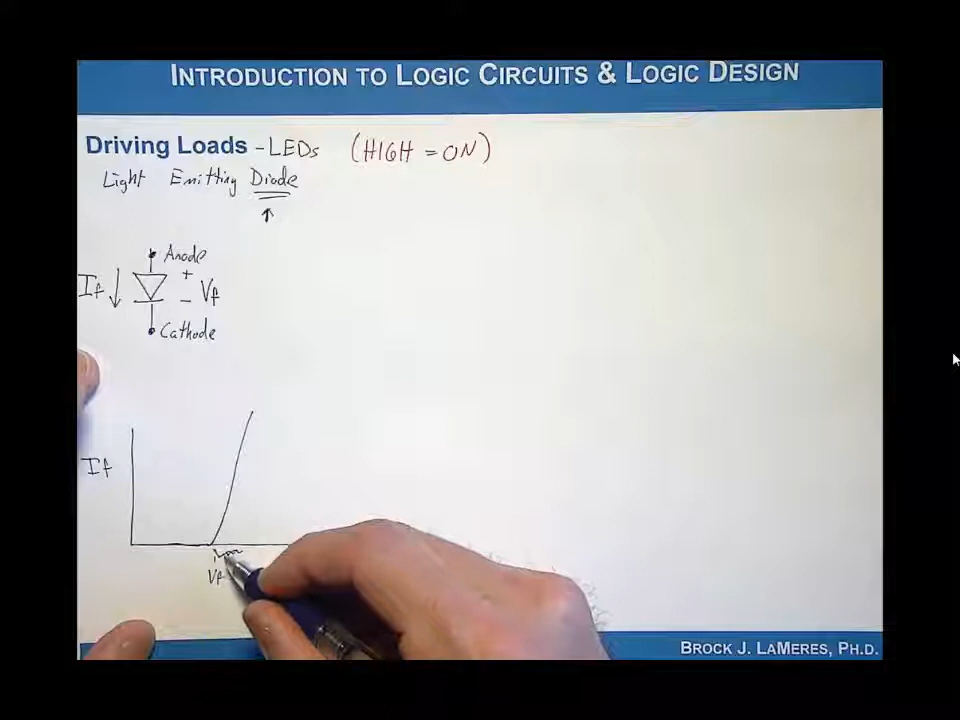 INTRODUCTION TO LOGIC CIRCUITS & LOGIC DESIGN
Driving Loads - LEDs (HIGH = ON)
Light Emitting Diode
Anode
+
If
Vf
-
Cathode
If
Vf
BROCK J. LAMERES, PH.D.